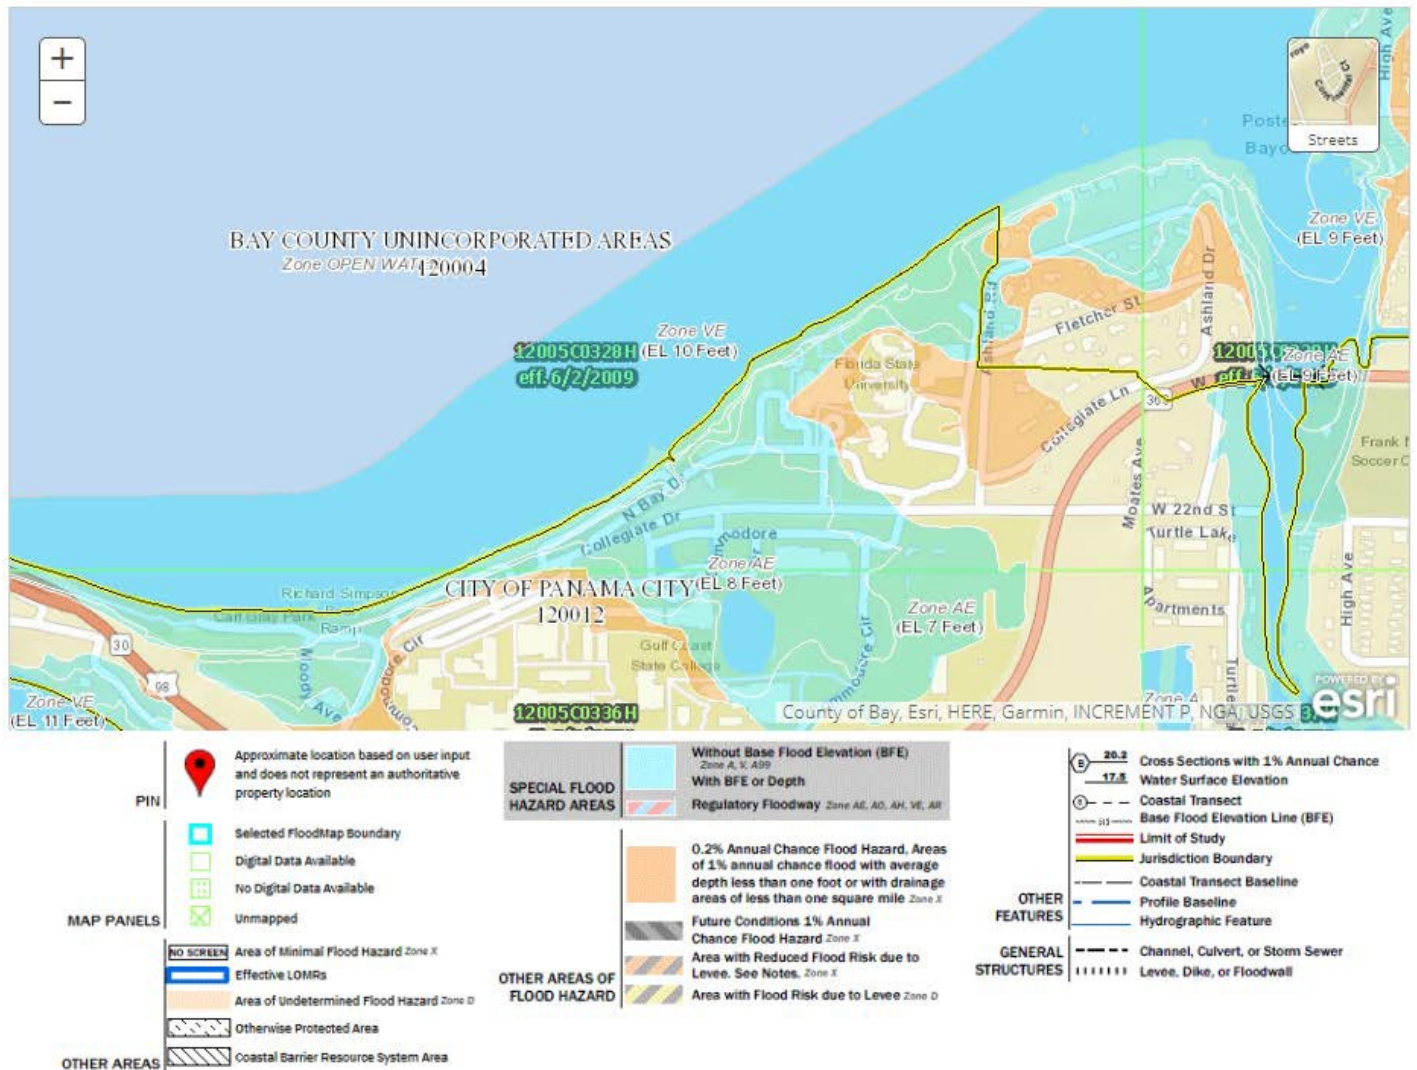 +
−
Streets
High Ave
BAY COUNTY UNINCORPORATED AREAS
Zone OPEN WAT
120004
Zone VE
(EL 9 Feet)
Ashland Dr
Ashland Rd
Fletcher St
Zone VE
12005C0328H (EL 10 Feet)
eff. 6/2/2009
Florida State
University
Zone AE
(EL 9 Feet)
Collegiate Ln
30
Moates Ave
Soccer C
N Bay Dr
Collegiate Dr
W 22nd St
Turtle Lake
Apartments
High Ave
Zone AE
(EL 8 Feet)
CITY OF PANAMA CITY
120012
Richard Simpson
Carl Gray Park
Ramp
Zone AE
(EL 7 Feet)
Gulf Coast
State College
30
98
Moody Ave
Zone VE
(EL 11 Feet)
12005C0336H
Zone A
POWERED BY
esri
County of Bay, Esri, HERE, Garmin, INCREMENT P, NGA, USGS
PIN
Approximate location based on user input
and does not represent an authoritative
property location
MAP PANELS
Selected FloodMap Boundary
Digital Data Available
No Digital Data Available
Unmapped
OTHER AREAS
NO SCREEN Area of Minimal Flood Hazard Zone X
Effective LOMRs
Area of Undetermined Flood Hazard Zone D
Otherwise Protected Area
Coastal Barrier Resource System Area
SPECIAL FLOOD
HAZARD AREAS
Without Base Flood Elevation (BFE)
Zone A, V, A99
With BFE or Depth
Regulatory Floodway Zone AE, AO, AH, VE, AR
OTHER AREAS OF
FLOOD HAZARD
0.2% Annual Chance Flood Hazard, Areas
of 1% annual chance flood with average
depth less than one foot or with drainage
areas of less than one square mile Zone X
Future Conditions 1% Annual
Chance Flood Hazard Zone X
Area with Reduced Flood Risk due to
Levee. See Notes. Zone X
Area with Flood Risk due to Levee Zone D
OTHER
FEATURES
B 20.2 Cross Sections with 1% Annual Chance
17.5 Water Surface Elevation
Coastal Transect
Base Flood Elevation Line (BFE)
Limit of Study
Jurisdiction Boundary
Coastal Transect Baseline
Profile Baseline
Hydrographic Feature
GENERAL
STRUCTURES
Channel, Culvert, or Storm Sewer
Levee, Dike, or Floodwall